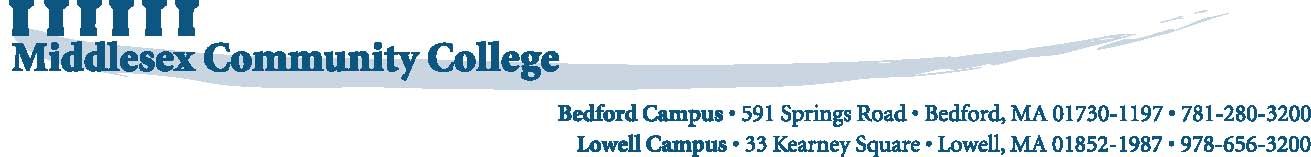 Middlesex Community College
Bedford Campus • 591 Springs Road • Bedford, MA 01730-1197 • 781-280-3200
Lowell Campus • 33 Kearney Square • Lowell, MA 01852-1987 • 978-656-3200